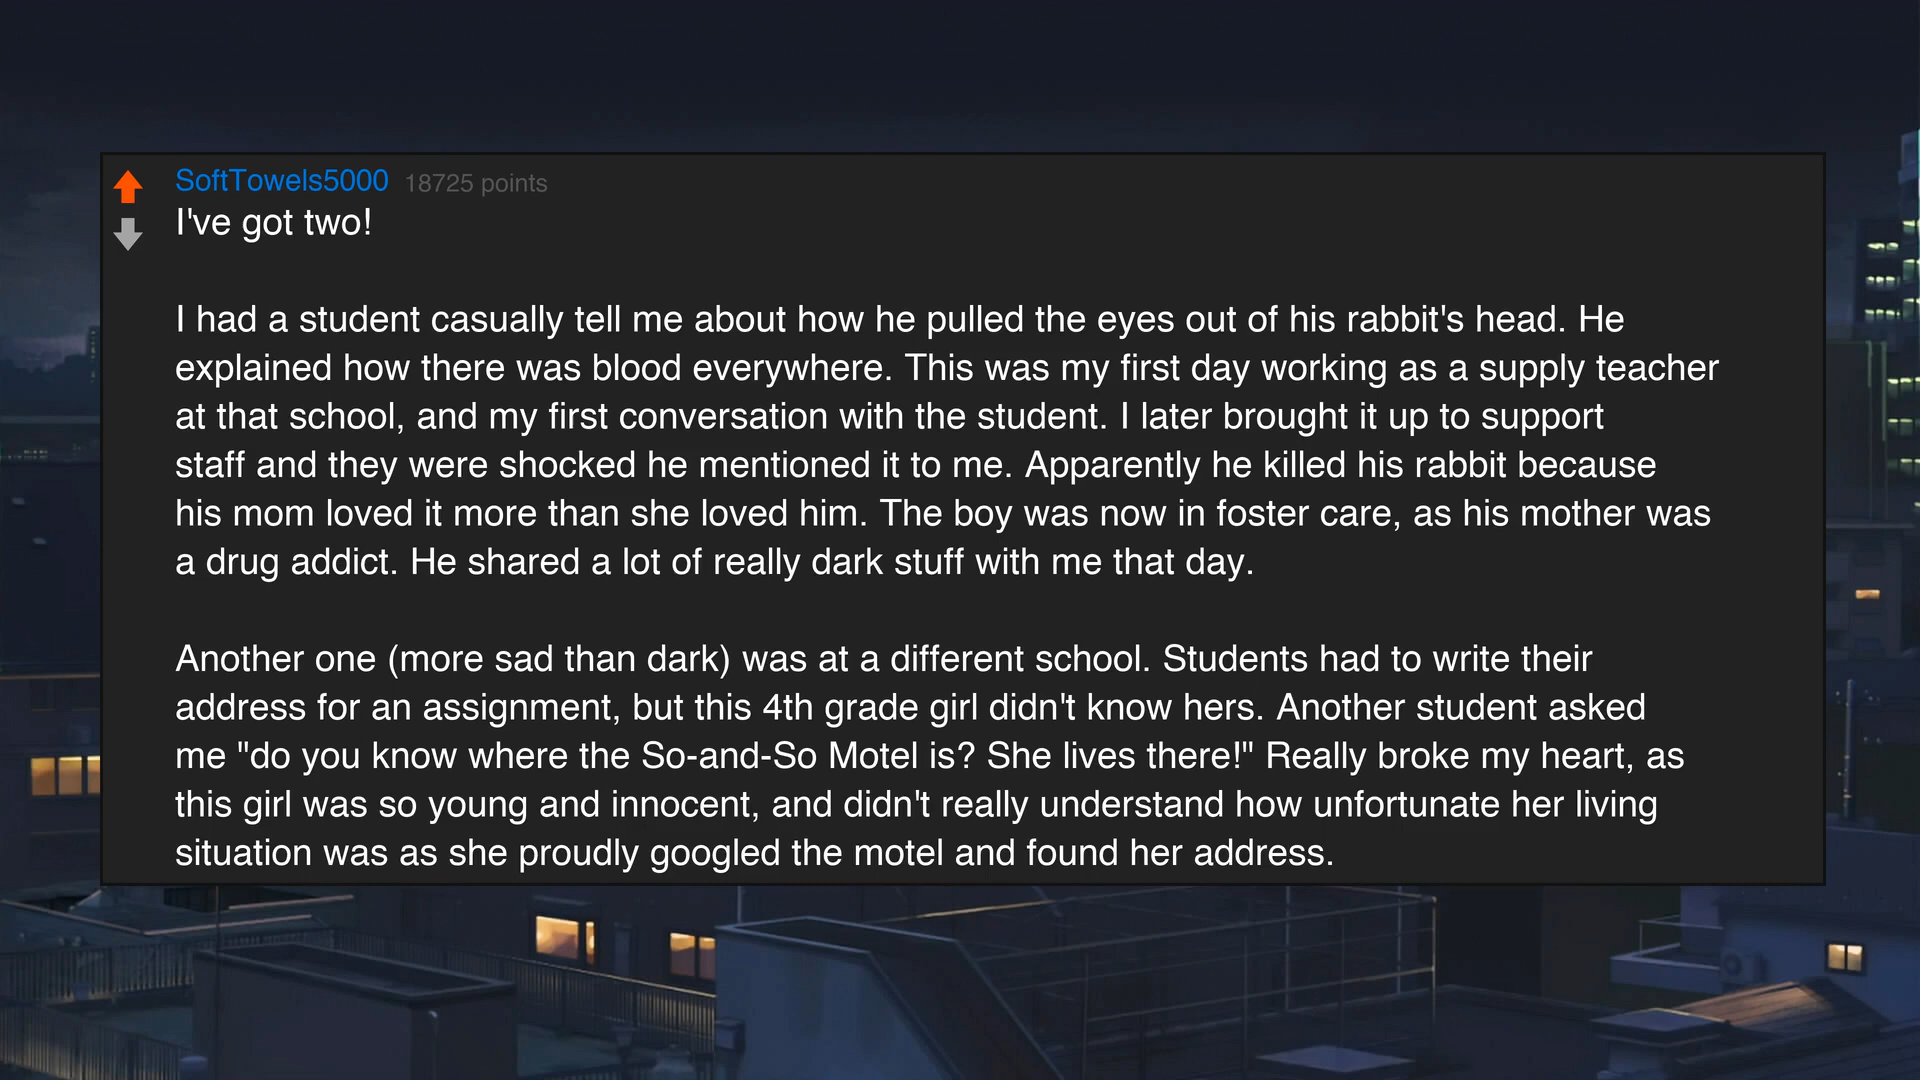 SoftTowels5000 18725 points
I've got two!
I had a student casually tell me about how he pulled the eyes out of his rabbit's head. He
explained how there was blood everywhere. This was my first day working as a supply teacher
at that school, and my first conversation with the student. I later brought it up to support
staff and they were shocked he mentioned it to me. Apparently he killed his rabbit because
his mom loved it more than she loved him. The boy was now in foster care, as his mother was
a drug addict. He shared a lot of really dark stuff with me that day.
Another one (more sad than dark) was at a different school. Students had to write their
address for an assignment, but this 4th grade girl didn't know hers. Another student asked
me "do you know where the So-and-So Motel is? She lives there!" Really broke my heart, as
this girl was so young and innocent, and didn't really understand how unfortunate her living
situation was as she proudly googled the motel and found her address.